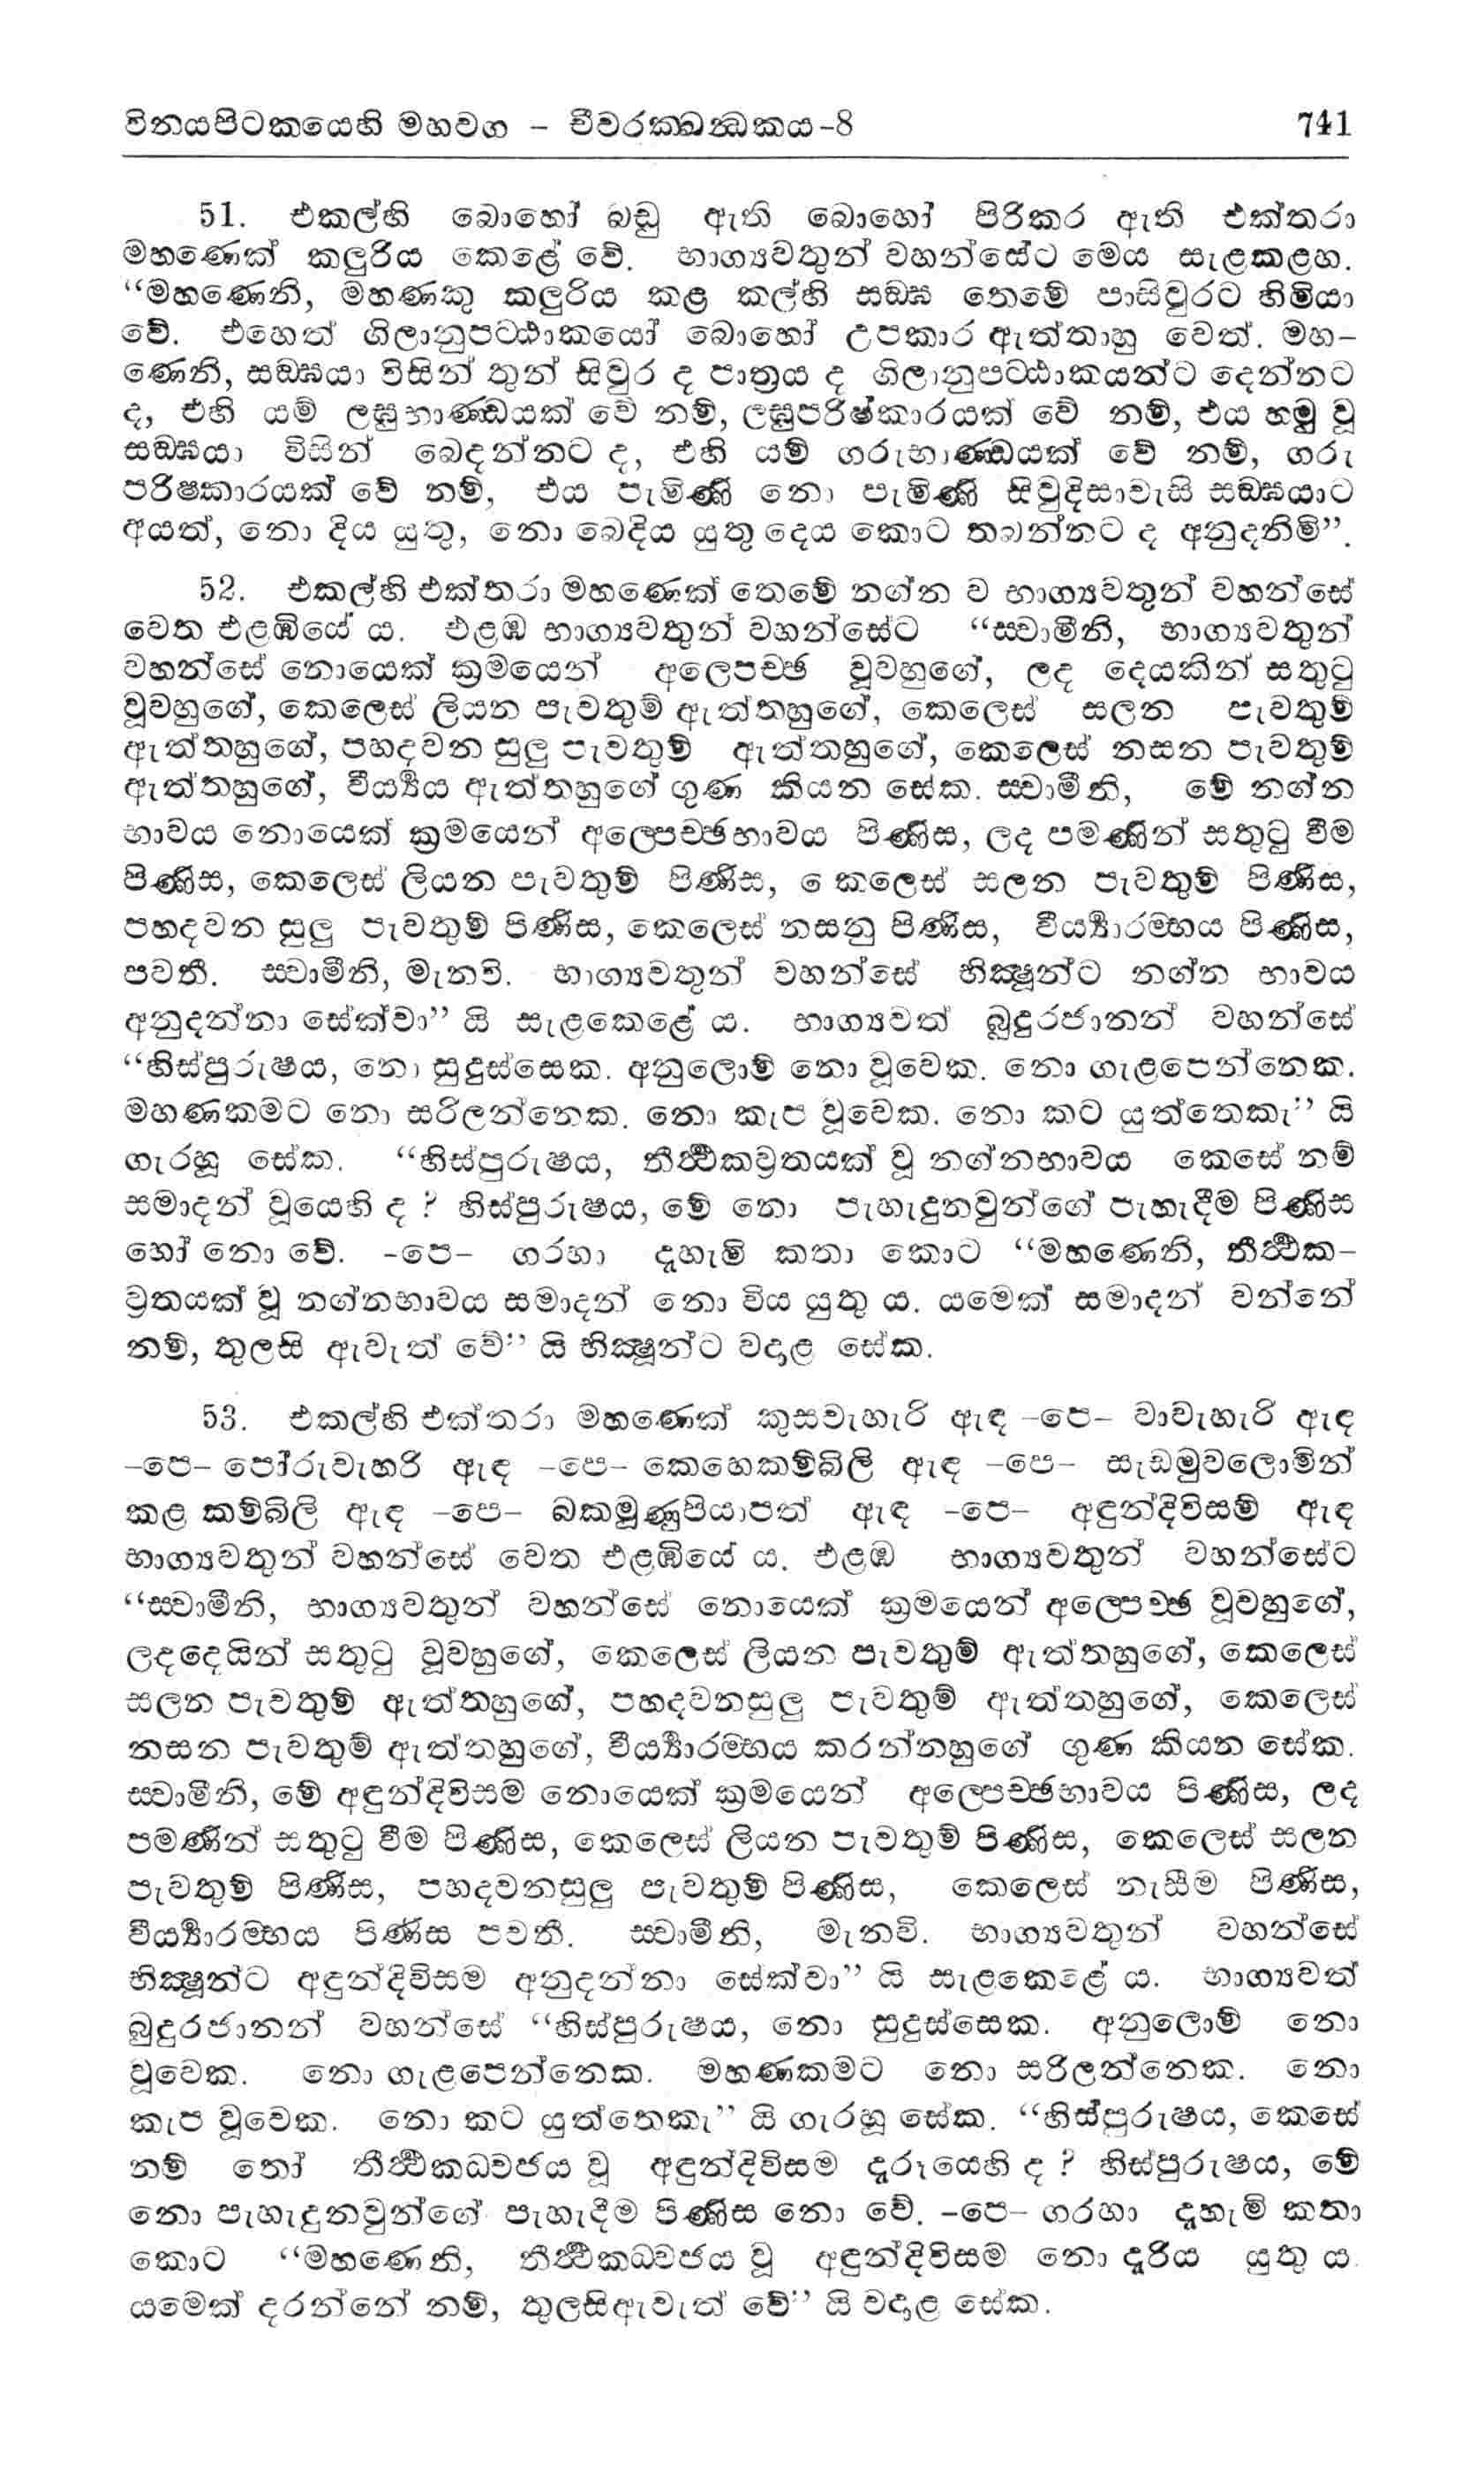 විනයපිටකයෙහි මහවග - චීවරක්ඛන්ධකය-8 741
51. එකල්හි බොහෝ බඩු ඇති බොහෝ පිරිකර ඇති එක්තරා
මහණෙක් කලුරිය කෙළේ වේ. භාග්‍යවතුන් වහන්සේට මෙය සැළකළහ.
“මහණෙනි, මහණකු කලුරිය කළ කල්හි සඞ්ඝ තෙමේ පාසිවුරට හිමියා
වේ. එහෙත් ගිලානුපට්ඨාකයෝ බොහෝ උපකාර ඇත්තාහු වෙත්. මහ-
ණෙනි, සඞ්ඝයා විසින් තුන් සිවුර ද පාත්‍රය ද ගිලානුපට්ඨාකයන්ට දෙන්නට
ද, එහි යම් ලඝුභාණ්ඩයක් වේ නම්, ලඝුපරිෂ්කාරයක් වේ නම්, එය හමු වූ
සඞ්ඝයා විසින් බෙදන්නට ද, එහි යම් ගරුභාණ්ඩයක් වේ නම්, ගරු
පරිෂකාරයක් වේ නම්, එය පැමිණි නො පැමිණි සිවුදිසාවැසි සඞ්ඝයාට
අයත්, නො දිය යුතු, නො බෙදිය යුතු දෙය කොට තබන්නට ද අනුදනිමි”.
52. එකල්හි එක්තරා මහණෙක් තෙමේ නග්න ව භාග්‍යවතුන් වහන්සේ
වෙත එළඹියේ ය. එළඹ භාග්‍යවතුන් වහන්සේට “ස්වාමීනි, භාග්‍යවතුන්
වහන්සේ නොයෙක් ක්‍රමයෙන් අලෙපච්ඡ වූවහුගේ, ලද දෙයකින් සතුටු
වූවහුගේ, කෙලෙස් ලියන පැවතුම් ඇත්තහුගේ, කෙලෙස් සලන පැවතුම්
ඇත්තහුගේ, පහදවන සුලු පැවතුම් ඇත්තහුගේ, කෙලෙස් නසන පැවතුම්
ඇත්තහුගේ, වීර්‍ය්‍යය ඇත්තහුගේ ගුණ කියන සේක. ස්වාමීනි, මේ නග්න
භාවය නොයෙක් ක්‍රමයෙන් අල්පෙච්ඡභාවය පිණිස, ලද පමණින් සතුටු වීම
පිණිස, කෙලෙස් ලියන පැවතුම් පිණිස, කෙලෙස් සලන පැවතුම් පිණිස,
පහදවන සුලු පැවතුම් පිණිස, කෙලෙස් නසනු පිණිස, වීර්‍ය්‍යාරම්භය පිණිස,
පවතී. ස්වාමීනි, මැනවි. භාග්‍යවතුන් වහන්සේ භික්‍ෂූන්ට නග්න භාවය
අනුදන්නා සේක්වා” යි සැළකෙළේ ය. භාග්‍යවත් බුදුරජානන් වහන්සේ
“හිස්පුරුෂය, නො සුදුස්සෙක. අනුලොම් නො වූවෙක. නො ගැළපෙන්නෙක.
මහණකමට නො සරිලන්නෙක. නො කැප වූවෙක. නො කට යුත්තෙකැ” යි
ගැරහූ සේක. “හිස්පුරුෂය, තීර්‍ත්‍ථකව්‍රතයක් වූ නග්නභාවය කෙසේ නම්
සමාදන් වූයෙහි ද ? හිස්පුරුෂය, මේ නො පැහැදුනවුන්ගේ පැහැදීම පිණිස
හෝ නො වේ. -පෙ- ගරහා දැහැමි කතා කොට “මහණෙනි, තීර්‍ත්‍ථක-
ව්‍රතයක් වූ නග්නභාවය සමාදන් නො විය යුතු ය. යමෙක් සමාදන් වන්නේ
නම්, තුලසි ඇවැත් වේ” යි භික්‍ෂූන්ට වදාළ සේක.
53. එකල්හි එක්තරා මහණෙක් කුසවැහැරි ඇඳ -පෙ- වාවැහැරි ඇඳ
-පෙ- පෝරුවැහරි ඇඳ -පෙ- කෙහෙකම්බිලි ඇඳ -පෙ- සැඩමුවලොමින්
කළ කම්බිලි ඇඳ -පෙ- බකමූණුපියාපත් ඇඳ -පෙ- අඳුන්දිවිසම් ඇඳ
භාග්‍යවතුන් වහන්සේ වෙත එළඹියේ ය. එළඹ භාග්‍යවතුන් වහන්සේට
“ස්වාමීනි, භාග්‍යවතුන් වහන්සේ නොයෙක් ක්‍රමයෙන් අල්පෙච්ඡ වූවහුගේ,
ලදදෙයින් සතුටු වූවහුගේ, කෙලෙස් ලියන පැවතුම් ඇත්තහුගේ, කෙලෙස්
සලන පැවතුම් ඇත්තහුගේ, පහදවනසුලු පැවතුම් ඇත්තහුගේ, කෙලෙස්
නසන පැවතුම් ඇත්තහුගේ, වීර්‍ය්‍යාරම්භය කරන්නහුගේ ගුණ කියන සේක.
ස්වාමීනි, මේ අඳුන්දිවිසම නොයෙක් ක්‍රමයෙන් අල්පෙච්ඡභාවය පිණිස, ලද
පමණින් සතුටු වීම පිණිස, කෙලෙස් ලියන පැවතුම් පිණිස, කෙලෙස් සලන
පැවතුම් පිණිස, පහදවනසුලු පැවතුම් පිණිස, කෙලෙස් නැසීම පිණිස,
වීර්‍ය්‍යාරම්භය පිණිස පවතී. ස්වාමීනි, මැනවි. භාග්‍යවතුන් වහන්සේ
භික්‍ෂූන්ට අඳුන්දිවිසම අනුදන්නා සේක්වා” යි සැළකෙළේ ය. භාග්‍යවත්
බුදුරජානන් වහන්සේ “හිස්පුරුෂය, නො සුදුස්සෙක. අනුලොම් නො
වූවෙක. නො ගැළපෙන්නෙක. මහණකමට නො සරිලන්නෙක. නො
කැප වූවෙක. නො කට යුත්තෙකැ” යි ගැරහූ සේක. “හිස්පුරුෂය, කෙසේ
නම් තෝ තීර්‍ත්‍ථකධ්වජය වූ අඳුන්දිවිසම දැරූයෙහි ද ? හිස්පුරුෂය, මේ
නො පැහැදුනවුන්ගේ පැහැදීම පිණිස නො වේ. -පෙ- ගරහා දැහැමි කතා
කොට “මහණෙනි, තීර්‍ත්‍ථකධ්වජය වූ අඳුන්දිවිසම නො දැරිය යුතු ය.
යමෙක් දරන්නේ නම්, තුලසිඇවැත් වේ” යි වදාළ සේක.